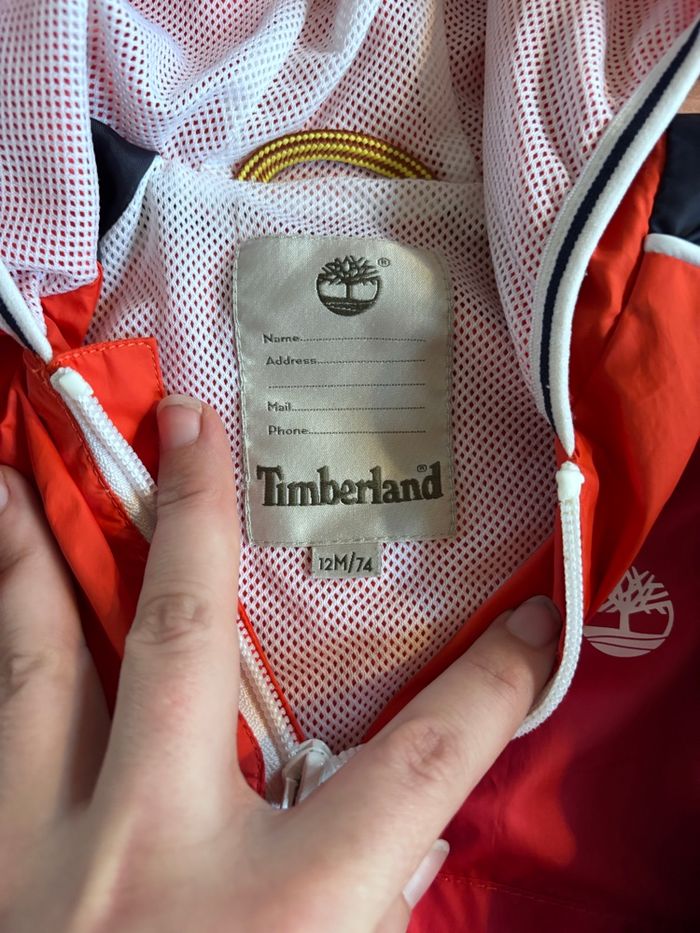 ®
Name..............................
Address..........................
......................................
Mail.................................
Phone.............................
Timberland®
12M/74